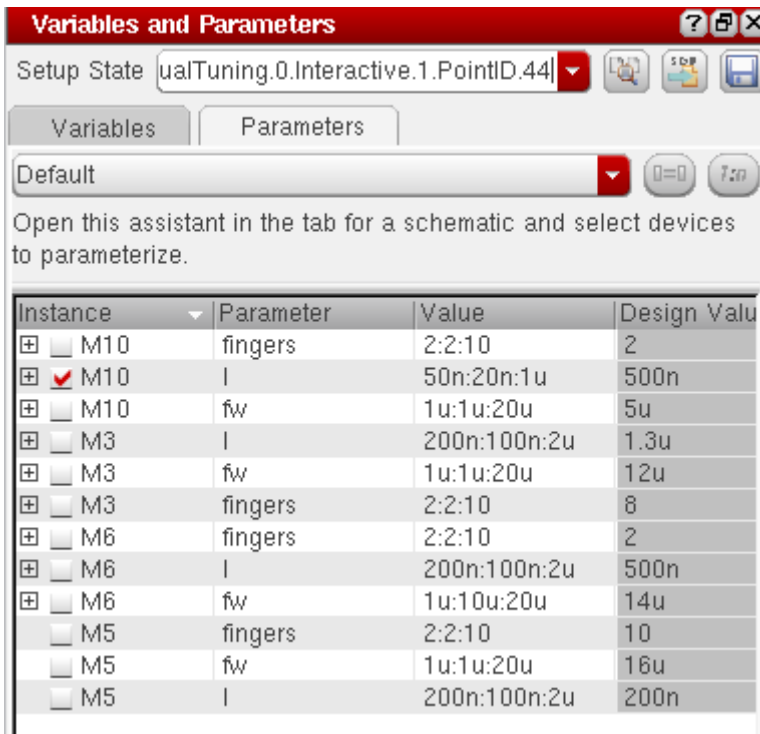 Variables and Parameters
Setup State ualTuning.0.Interactive.1.PointID.44
Variables Parameters
Default
Open this assistant in the tab for a schematic and select devices
to parameterize.
Instance Parameter Value Design Valu
M10 fingers 2:2:10 2
M10 l 50n:20n:1u 500n
M10 fw 1u:1u:20u 5u
M3 l 200n:100n:2u 1.3u
M3 fw 1u:1u:20u 12u
M3 fingers 2:2:10 8
M6 fingers 2:2:10 2
M6 l 200n:100n:2u 500n
M6 fw 1u:10u:20u 14u
M5 fingers 2:2:10 10
M5 fw 1u:1u:20u 16u
M5 l 200n:100n:2u 200n